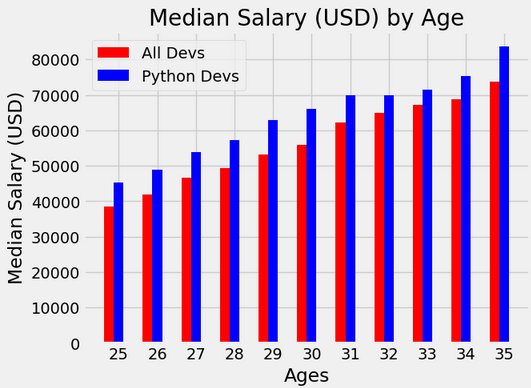 Median Salary (USD) by Age
All Devs
Python Devs
Median Salary (USD)
80000
70000
60000
50000
40000
30000
20000
10000
0
25 26 27 28 29 30 31 32 33 34 35
Ages